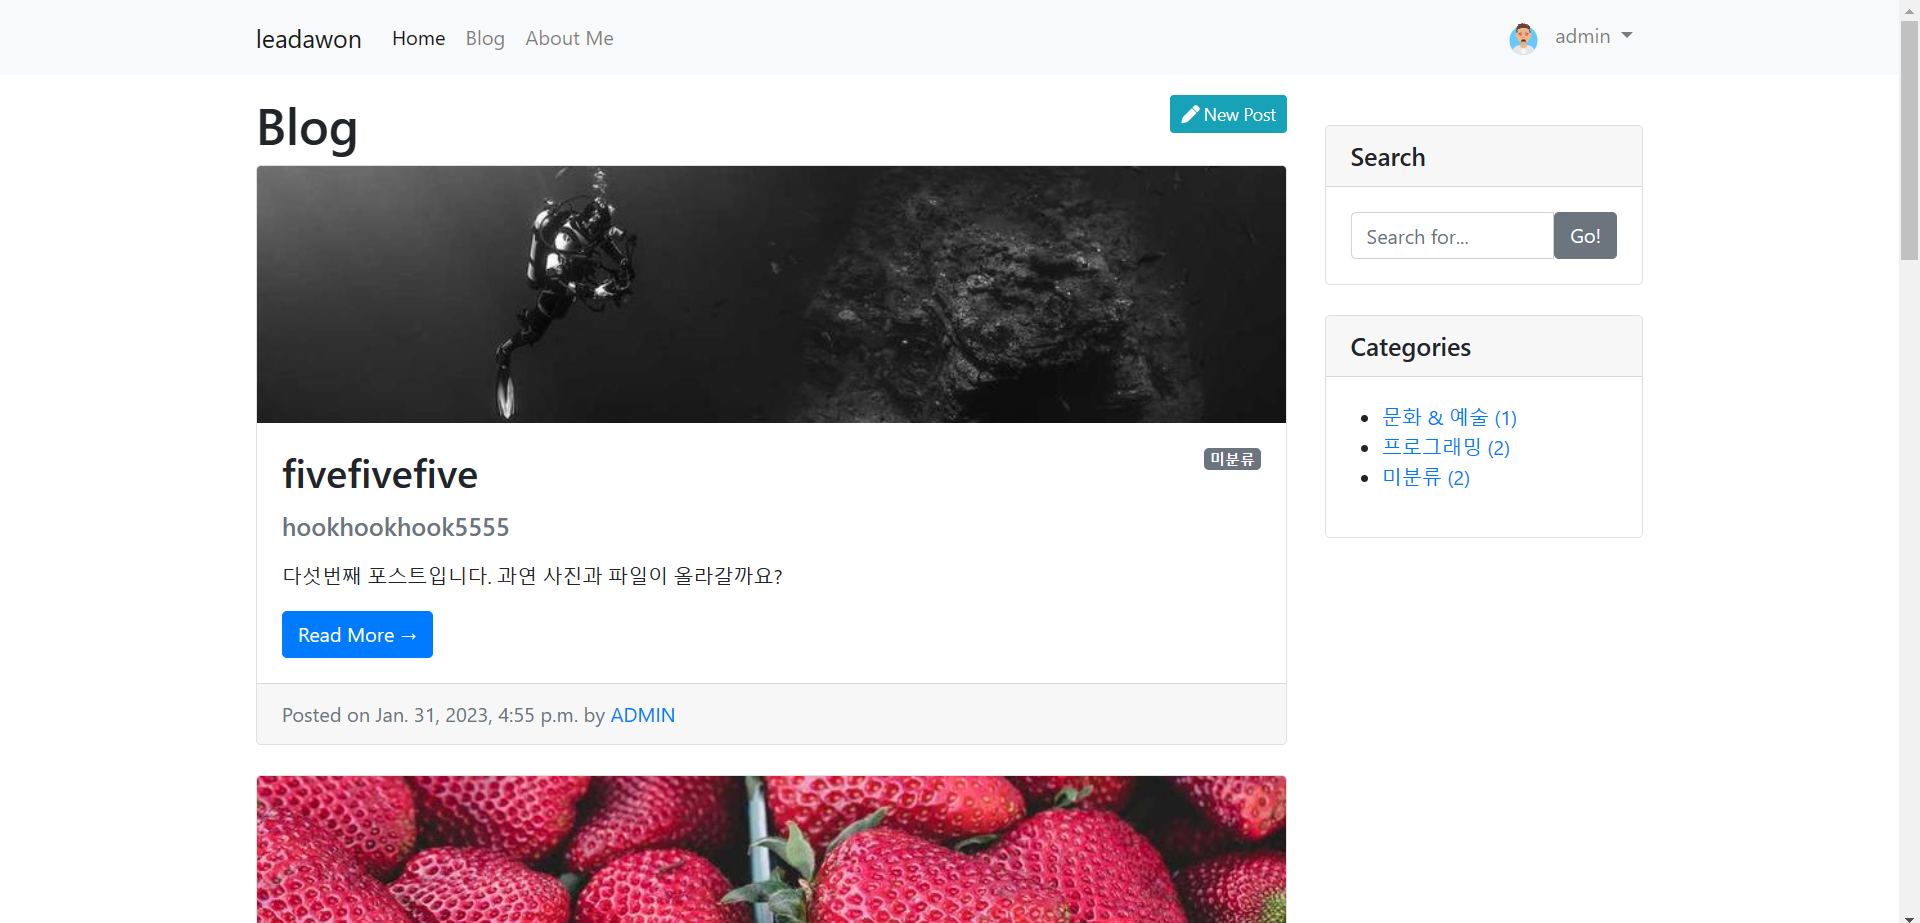 leadawon Home Blog About Me admin
Blog
New Post
fivefivefive
미분류
hookhookhook5555
다섯번째 포스트입니다. 과연 사진과 파일이 올라갈까요?
Read More →
Posted on Jan. 31, 2023, 4:55 p.m. by ADMIN
Search
Search for...
Go!
Categories
문화 & 예술 (1)
프로그래밍 (2)
미분류 (2)